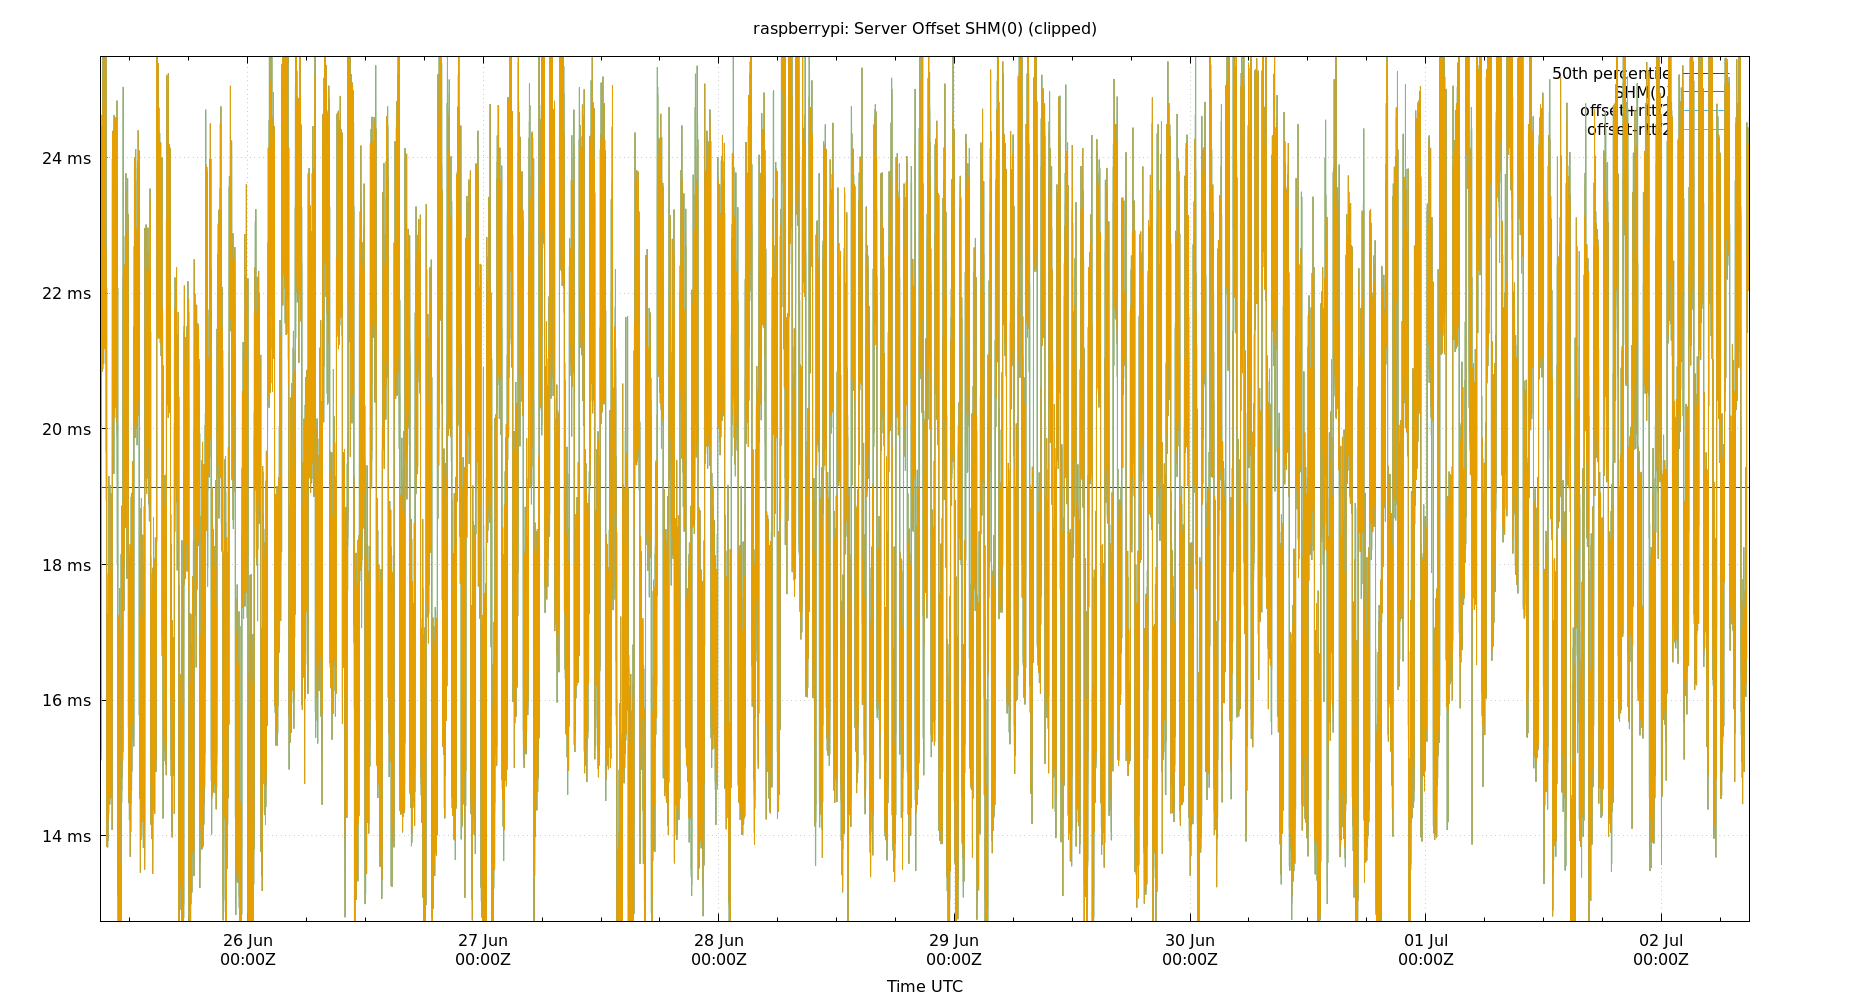 raspberrypi: Server Offset SHM(0) (clipped)
50th percentile
SHM(0)
offset+rtt/2
offset-rtt/2
24 ms
22 ms
20 ms
18 ms
16 ms
14 ms
26 Jun 27 Jun 28 Jun 29 Jun 30 Jun 01 Jul 02 Jul
00:00Z 00:00Z 00:00Z 00:00Z 00:00Z 00:00Z 00:00Z
Time UTC